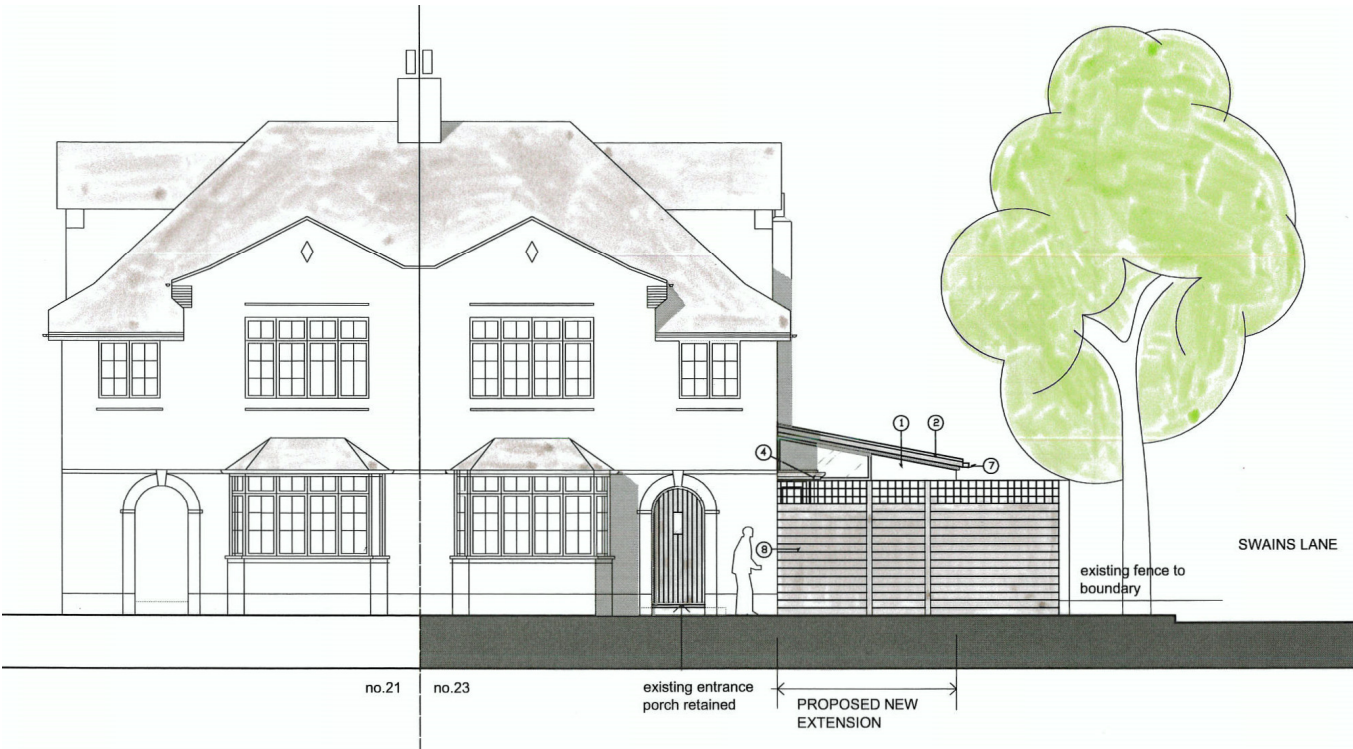 1
2
4
7
8
SWAINS LANE
existing fence to
boundary
no.21
no.23
existing entrance
porch retained
PROPOSED NEW
EXTENSION